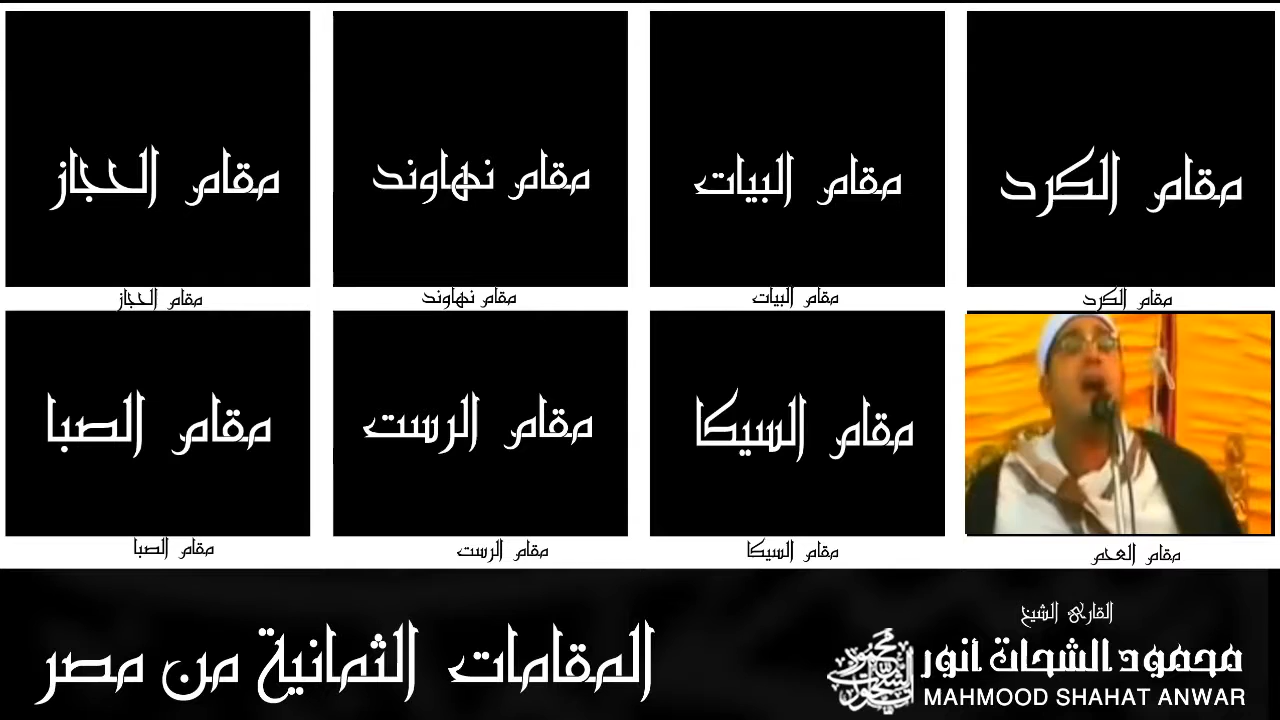 مقام الكرد
مقام البيات
مقام نهاوند
مقام الحجاز
مقام الكرد
مقام البيات
مقام نهاوند
مقام الحجاز
مقام السيكا
مقام الرست
مقام الصبا
مقام العجم
مقام السيكا
مقام الرست
مقام الصبا
القارئ الشيخ
محمود الشحات أنور
MAHMOOD SHAHAT ANWAR
المقامات الثمانية من مصر